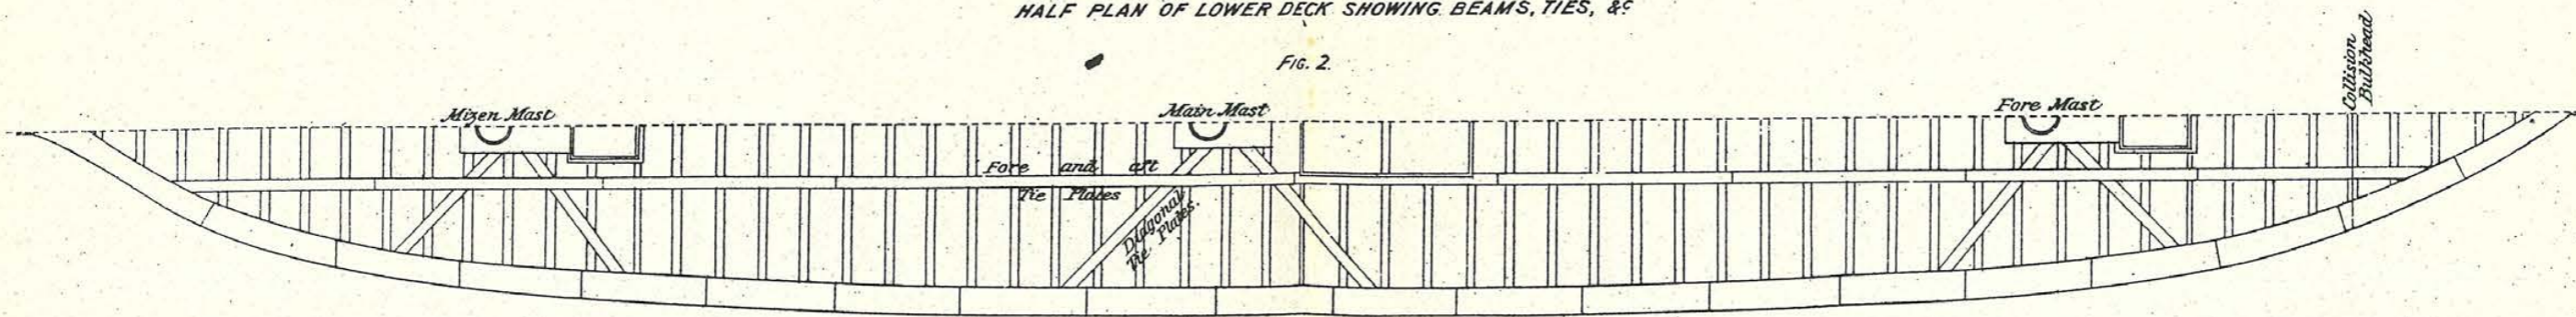 HALF PLAN OF LOWER DECK SHOWING BEAMS, TIES, &c
FIG. 2.
Mizen Mast
Main Mast
Fore Mast
Collision
Bulkhead
Fore and aft
Tie Plates
Diagonal
Tie Plates.